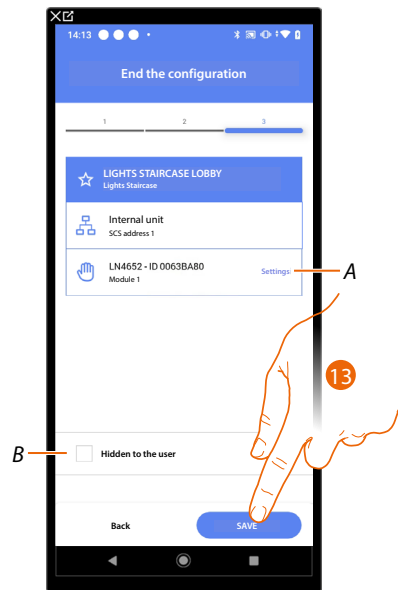 14:13
End the configuration
1 2 3
LIGHTS STAIRCASE LOBBY
Lights Staircase
Internal unit
SCS address 1
LN4652 - ID 0063BA80
Module 1
Settings
A
13
B
Hidden to the user
Back
SAVE